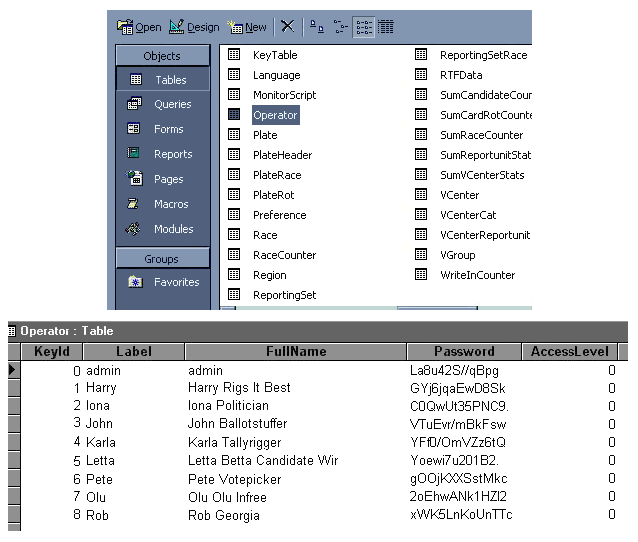 Open Design New
Objects
Tables
Queries
Forms
Reports
Pages
Macros
Modules
Groups
Favorites
KeyTable
Language
MonitorScript
Operator
Plate
PlateHeader
PlateRace
PlateRot
Preference
Race
RaceCounter
Region
ReportingSet
ReportingSetRace
RTFData
SumCandidateCour
SumCardRotCounte
SumRaceCounter
SumReportunitStat
SumVCenterStats
VCenter
VCenterCat
VCenterReportunit
VGroup
WriteInCounter
Operator : Table
KeyId Label FullName Password AccessLevel
0 admin admin La8u42S//qBpg 0
1 Harry Harry Rigs It Best GYj6jqaEwD8Sk 0
2 Iona Iona Politician C0QwUt35PNC9. 0
3 John John Ballotstuffer VTuEvr/mBkFsw 0
4 Karla Karla Tallyrigger YFf0/OmVZz6tQ 0
5 Letta Letta Betta Candidate Wir Yoewi7u201B2. 0
6 Pete Pete Votepicker gOOjKXXSstMkc 0
7 Olu Olu Olu Infree 2oEhwANk1HZI2 0
8 Rob Rob Georgia xWK5LnKoUnTTc 0